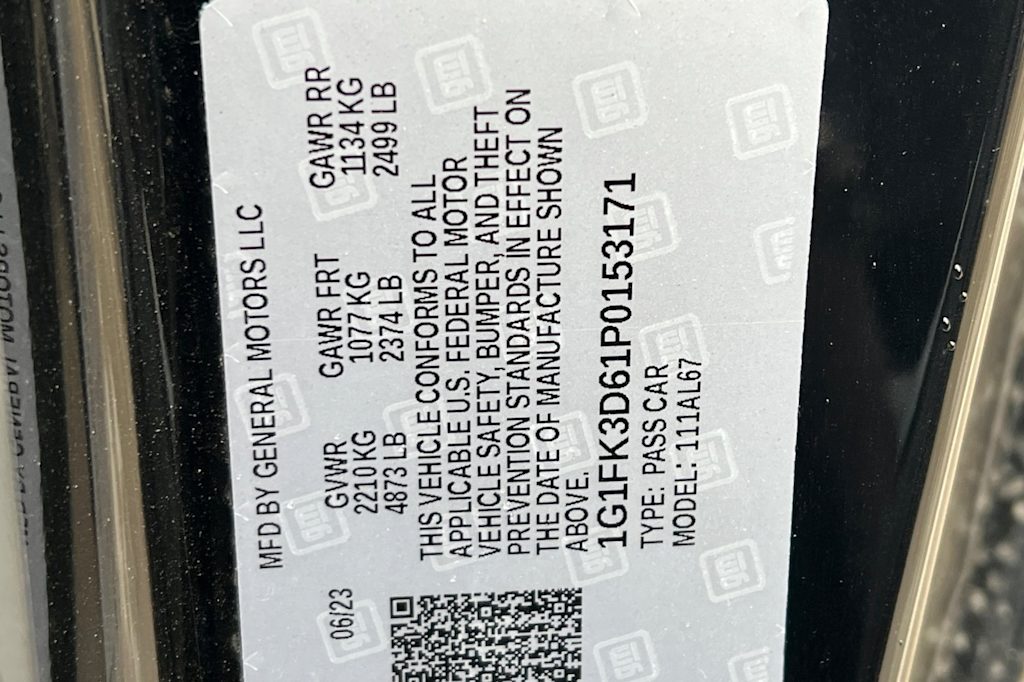 MFD BY GENERAL MOTORS LLC
06/23
GVWR GAWR FRT GAWR RR
2210 KG 1077 KG 1134 KG
4873 LB 2374 LB 2499 LB
THIS VEHICLE CONFORMS TO ALL
APPLICABLE U.S. FEDERAL MOTOR
VEHICLE SAFETY, BUMPER, AND THEFT
PREVENTION STANDARDS IN EFFECT ON
THE DATE OF MANUFACTURE SHOWN
ABOVE.
1G1FK3D61P0153171
TYPE: PASS CAR
MODEL: 111AL67